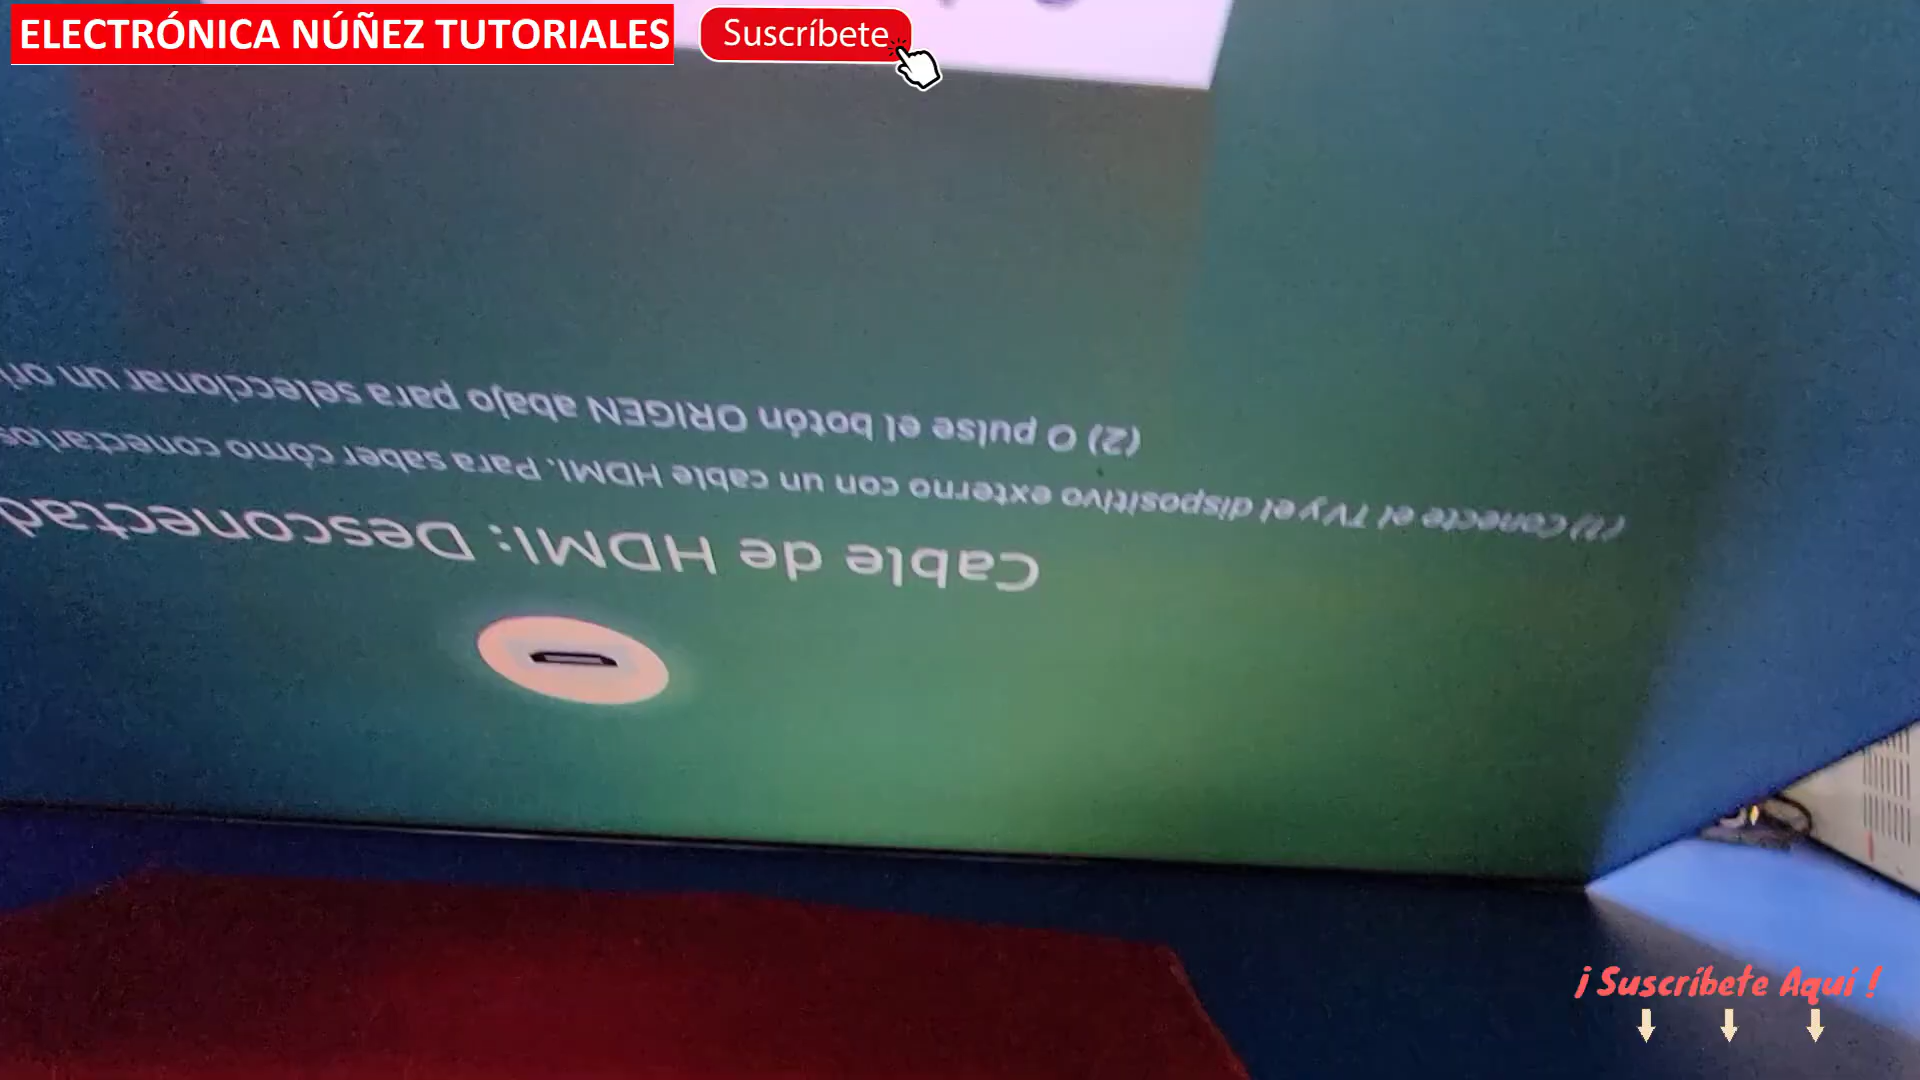 ELECTRÓNICA NÚÑEZ TUTORIALES
Suscríbete
Cable de HDMI:
(1) Conecte el TV y el dispositivo externo con un cable HDMI. Para saber cómo conectarlos
(2) O pulse el botón ORIGEN abajo para seleccionar un
¡ Suscríbete Aquí !